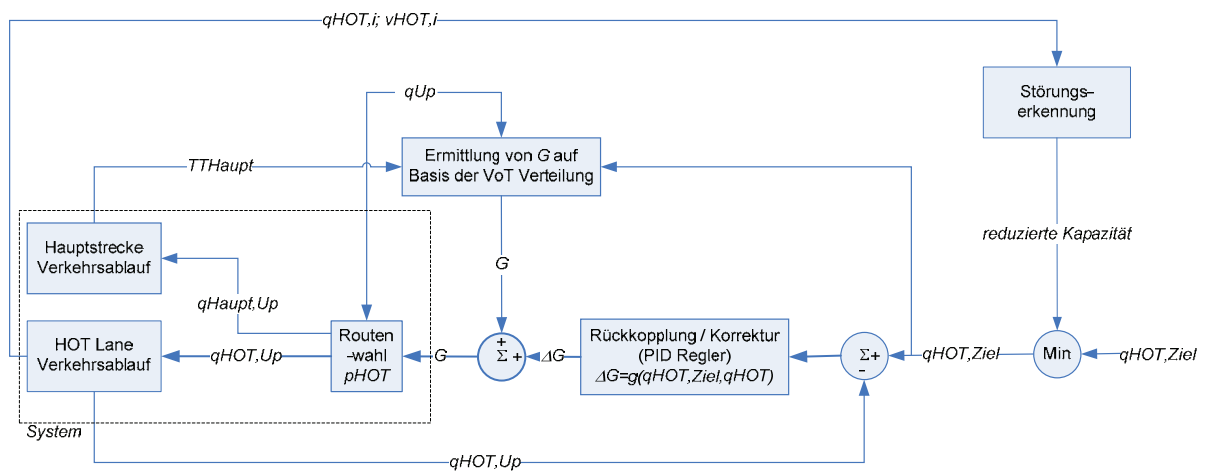 qHOT,i; vHOT,i
Störungs–
erkennung
qUp
Ermittlung von G auf
Basis der VoT Verteilung
TTHaupt
reduzierte Kapazität
Hauptstrecke
Verkehrsablauf
G
qHaupt,Up
HOT Lane
Verkehrsablauf
qHOT,Up
Routen
-wahl
pHOT
G
+
Σ +
ΔG
Rückkopplung / Korrektur
(PID Regler)
ΔG=g(qHOT,Ziel,qHOT)
Σ+
-
qHOT,Ziel
Min
qHOT,Ziel
System
qHOT,Up